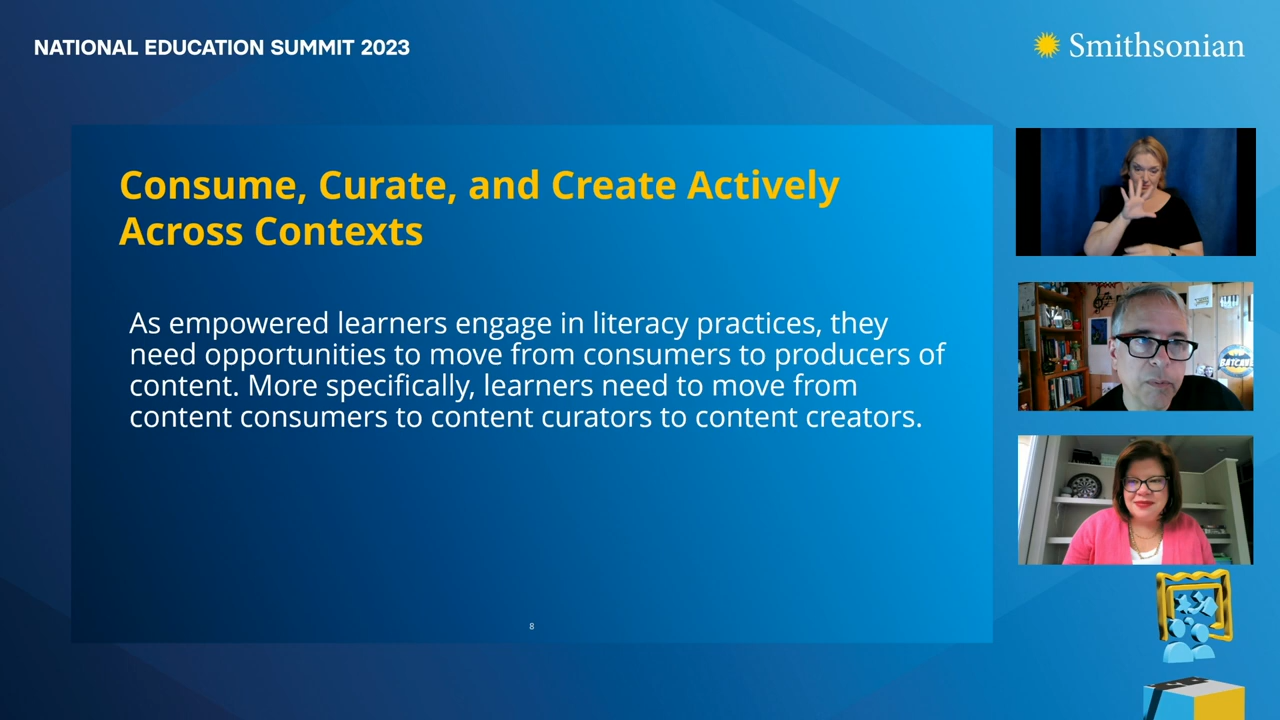 NATIONAL EDUCATION SUMMIT 2023
Smithsonian
Consume, Curate, and Create Actively
Across Contexts
As empowered learners engage in literacy practices, they
need opportunities to move from consumers to producers of
content. More specifically, learners need to move from
content consumers to content curators to content creators.
8
BATCAVE